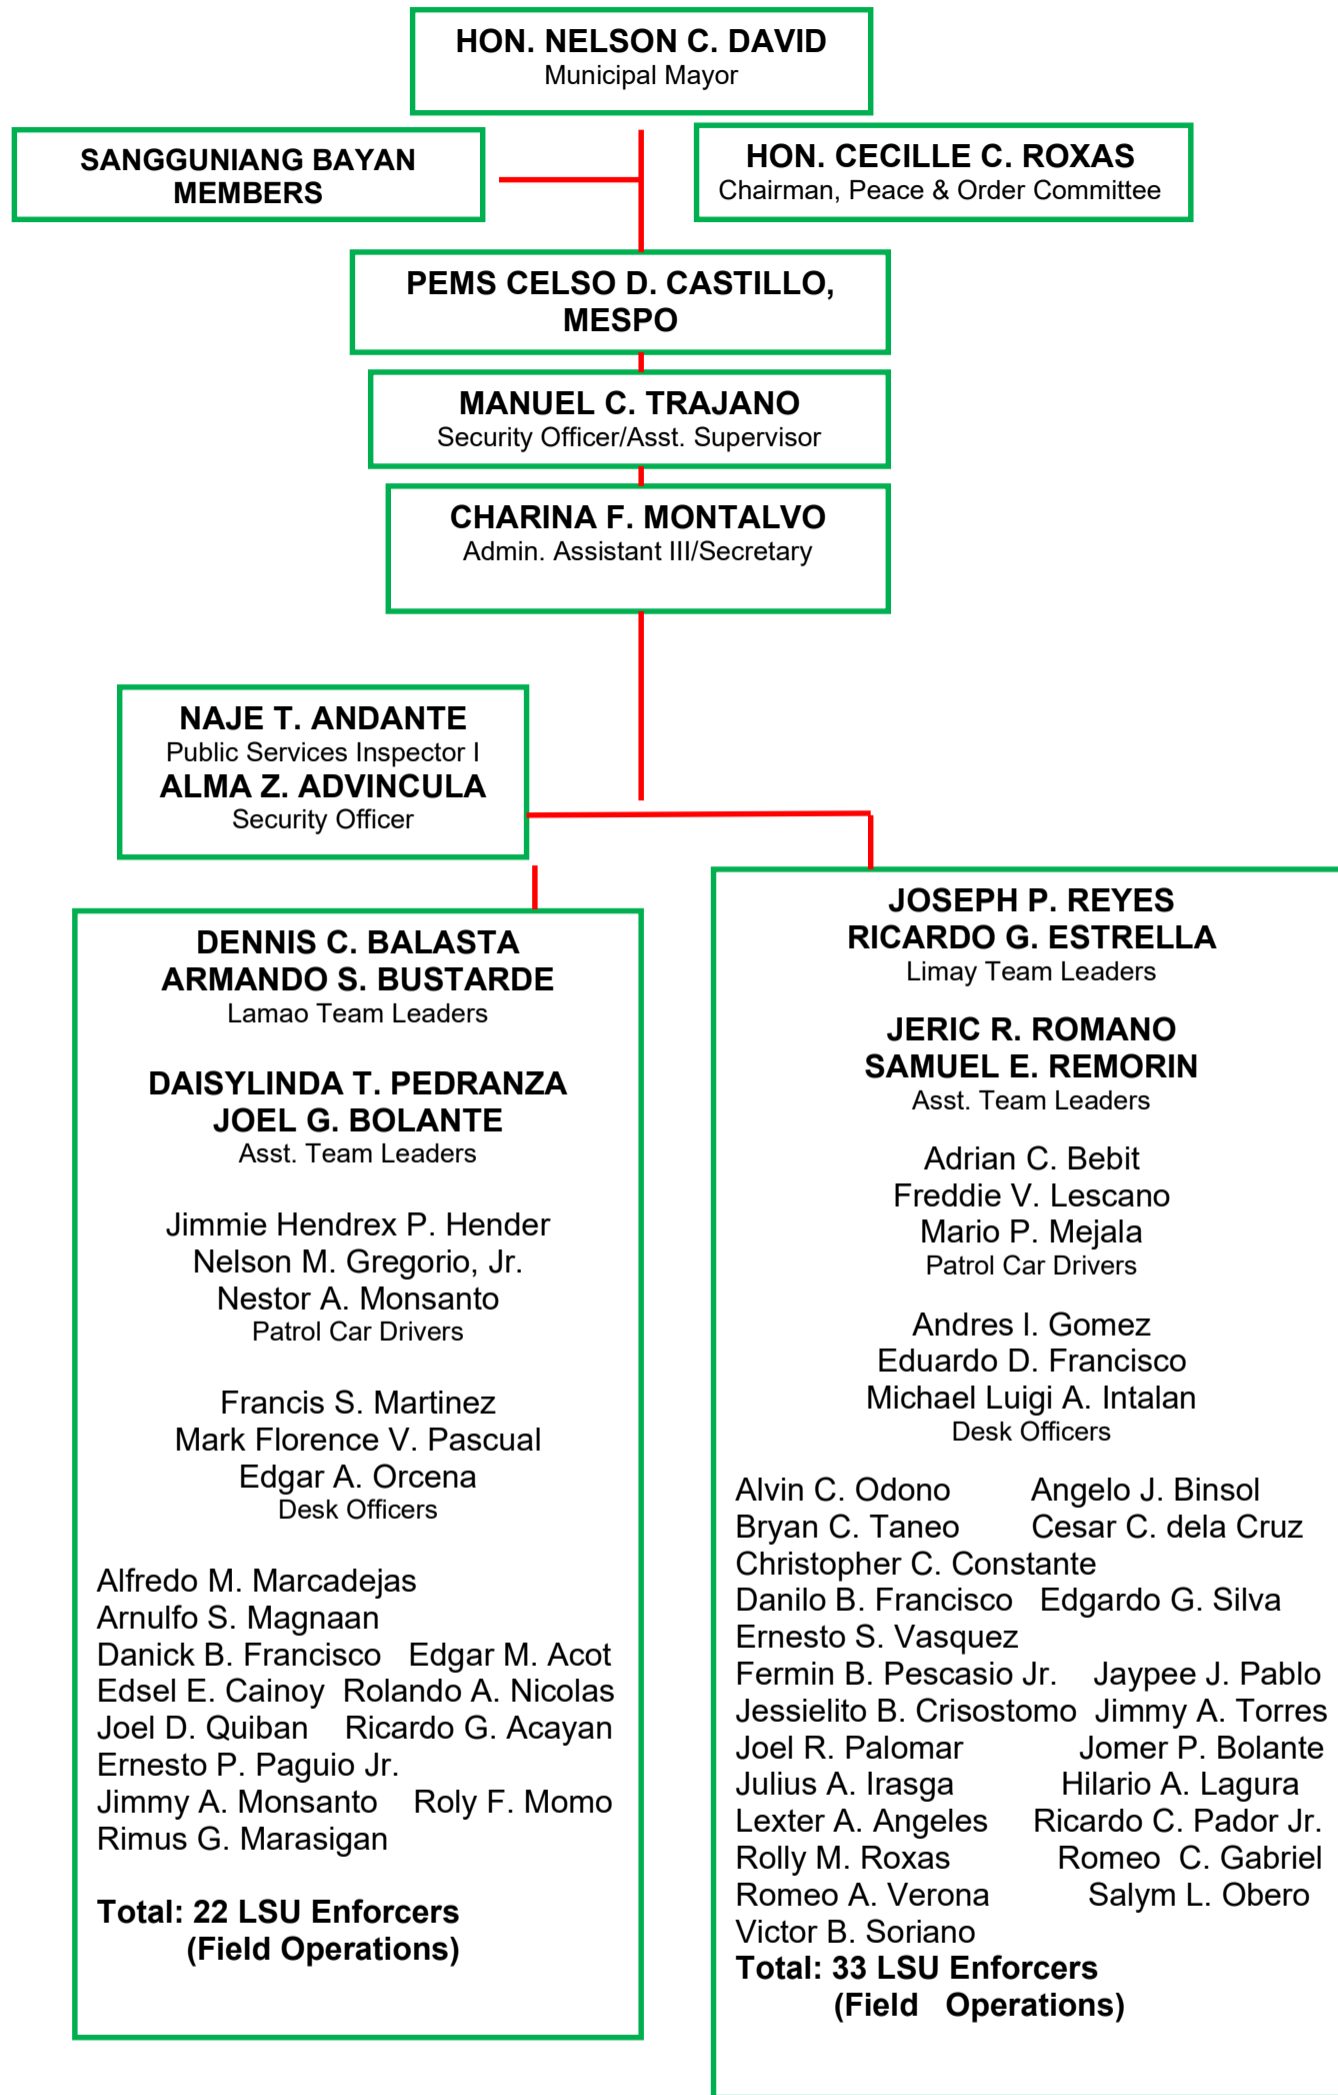 HON. NELSON C. DAVID
Municipal Mayor
SANGGUNIANG BAYAN
MEMBERS
HON. CECILLE C. ROXAS
Chairman, Peace & Order Committee
PEMS CELSO D. CASTILLO,
MESPO
MANUEL C. TRAJANO
Security Officer/Asst. Supervisor
CHARINA F. MONTALVO
Admin. Assistant III/Secretary
NAJE T. ANDANTE
Public Services Inspector I
ALMA Z. ADVINCULA
Security Officer
DENNIS C. BALASTA
ARMANDO S. BUSTARDE
Lamao Team Leaders
DAISYLINDA T. PEDRANZA
JOEL G. BOLANTE
Asst. Team Leaders
Jimmie Hendrex P. Hender
Nelson M. Gregorio, Jr.
Nestor A. Monsanto
Patrol Car Drivers
Francis S. Martinez
Mark Florence V. Pascual
Edgar A. Orcena
Desk Officers
Alfredo M. Marcadejas
Arnulfo S. Magnaan
Danick B. Francisco Edgar M. Acot
Edsel E. Cainoy Rolando A. Nicolas
Joel D. Quiban Ricardo G. Acayan
Ernesto P. Paguio Jr.
Jimmy A. Monsanto Roly F. Momo
Rimus G. Marasigan
Total: 22 LSU Enforcers
(Field Operations)
JOSEPH P. REYES
RICARDO G. ESTRELLA
Limay Team Leaders
JERIC R. ROMANO
SAMUEL E. REMORIN
Asst. Team Leaders
Adrian C. Bebit
Freddie V. Lescano
Mario P. Mejala
Patrol Car Drivers
Andres I. Gomez
Eduardo D. Francisco
Michael Luigi A. Intalan
Desk Officers
Alvin C. Odono Angelo J. Binsol
Bryan C. Taneo Cesar C. dela Cruz
Christopher C. Constante
Danilo B. Francisco Edgardo G. Silva
Ernesto S. Vasquez
Fermin B. Pescasio Jr. Jaypee J. Pablo
Jessielito B. Crisostomo Jimmy A. Torres
Joel R. Palomar Jomer P. Bolante
Julius A. Irasga Hilario A. Lagura
Lexter A. Angeles Ricardo C. Pador Jr.
Rolly M. Roxas Romeo C. Gabriel
Romeo A. Verona Salym L. Obero
Victor B. Soriano
Total: 33 LSU Enforcers
(Field Operations)